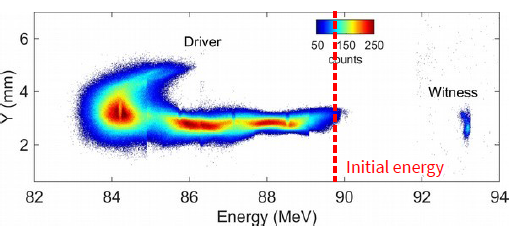 Driver
50 150 250
counts
Witness
Initial energy
Y (mm)
6
4
2
82 84 86 88 90 92 94
Energy (MeV)